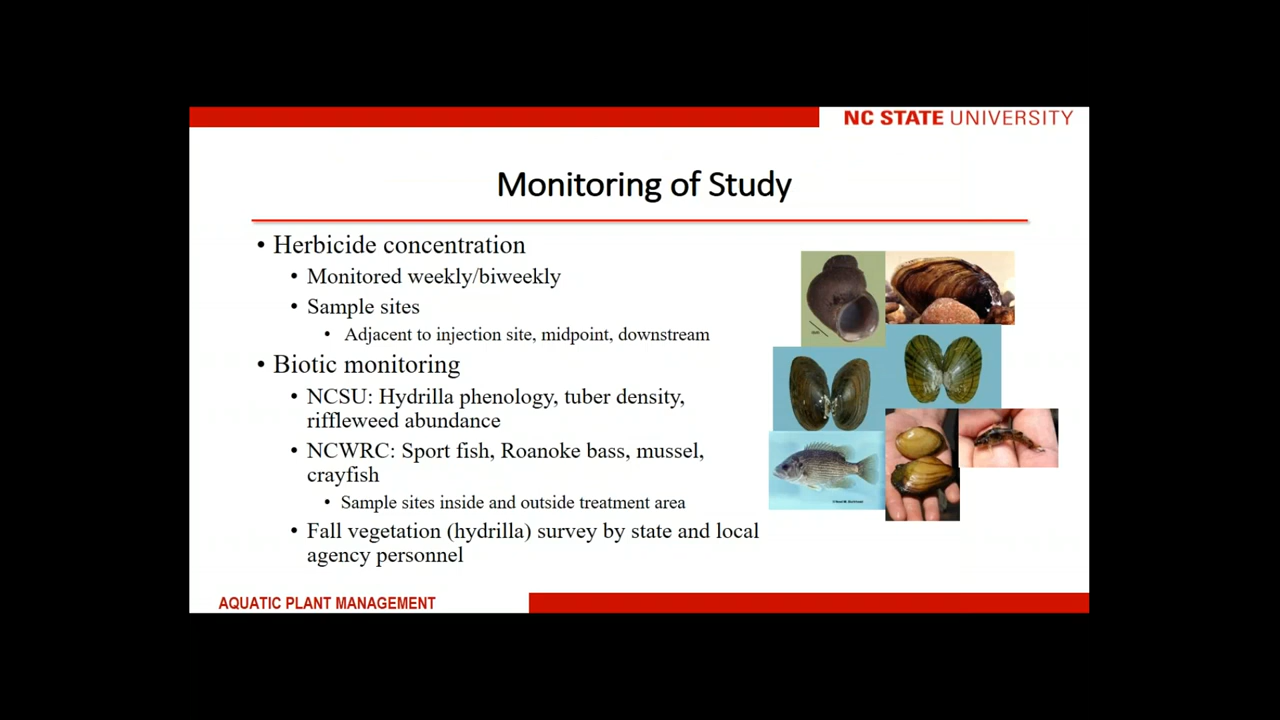 NC STATE UNIVERSITY
Monitoring of Study
• Herbicide concentration
• Monitored weekly/biweekly
• Sample sites
• Adjacent to injection site, midpoint, downstream
• Biotic monitoring
• NCSU: Hydrilla phenology, tuber density,
riffleweed abundance
• NCWRC: Sport fish, Roanoke bass, mussel,
crayfish
• Sample sites inside and outside treatment area
• Fall vegetation (hydrilla) survey by state and local
agency personnel
AQUATIC PLANT MANAGEMENT